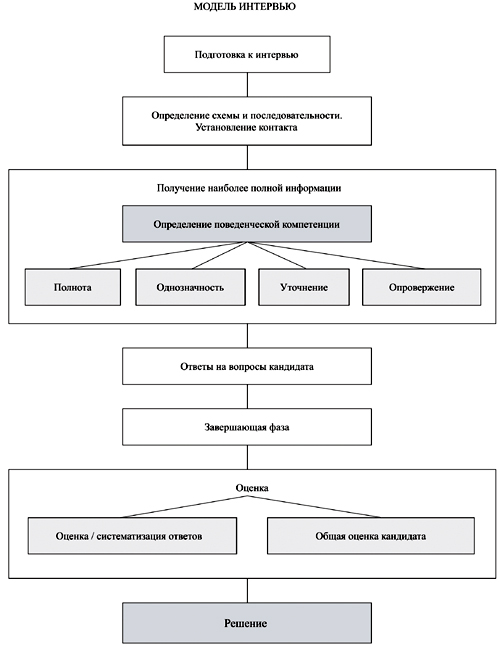 МОДЕЛЬ ИНТЕРВЬЮ
Подготовка к интервью
Определение схемы и последовательности.
Установление контакта
Получение наиболее полной информации
Определение поведенческой компетенции
Полнота
Однозначность
Уточнение
Опровержение
Ответы на вопросы кандидата
Завершающая фаза
Оценка
Оценка / систематизация ответов
Общая оценка кандидата
Решение